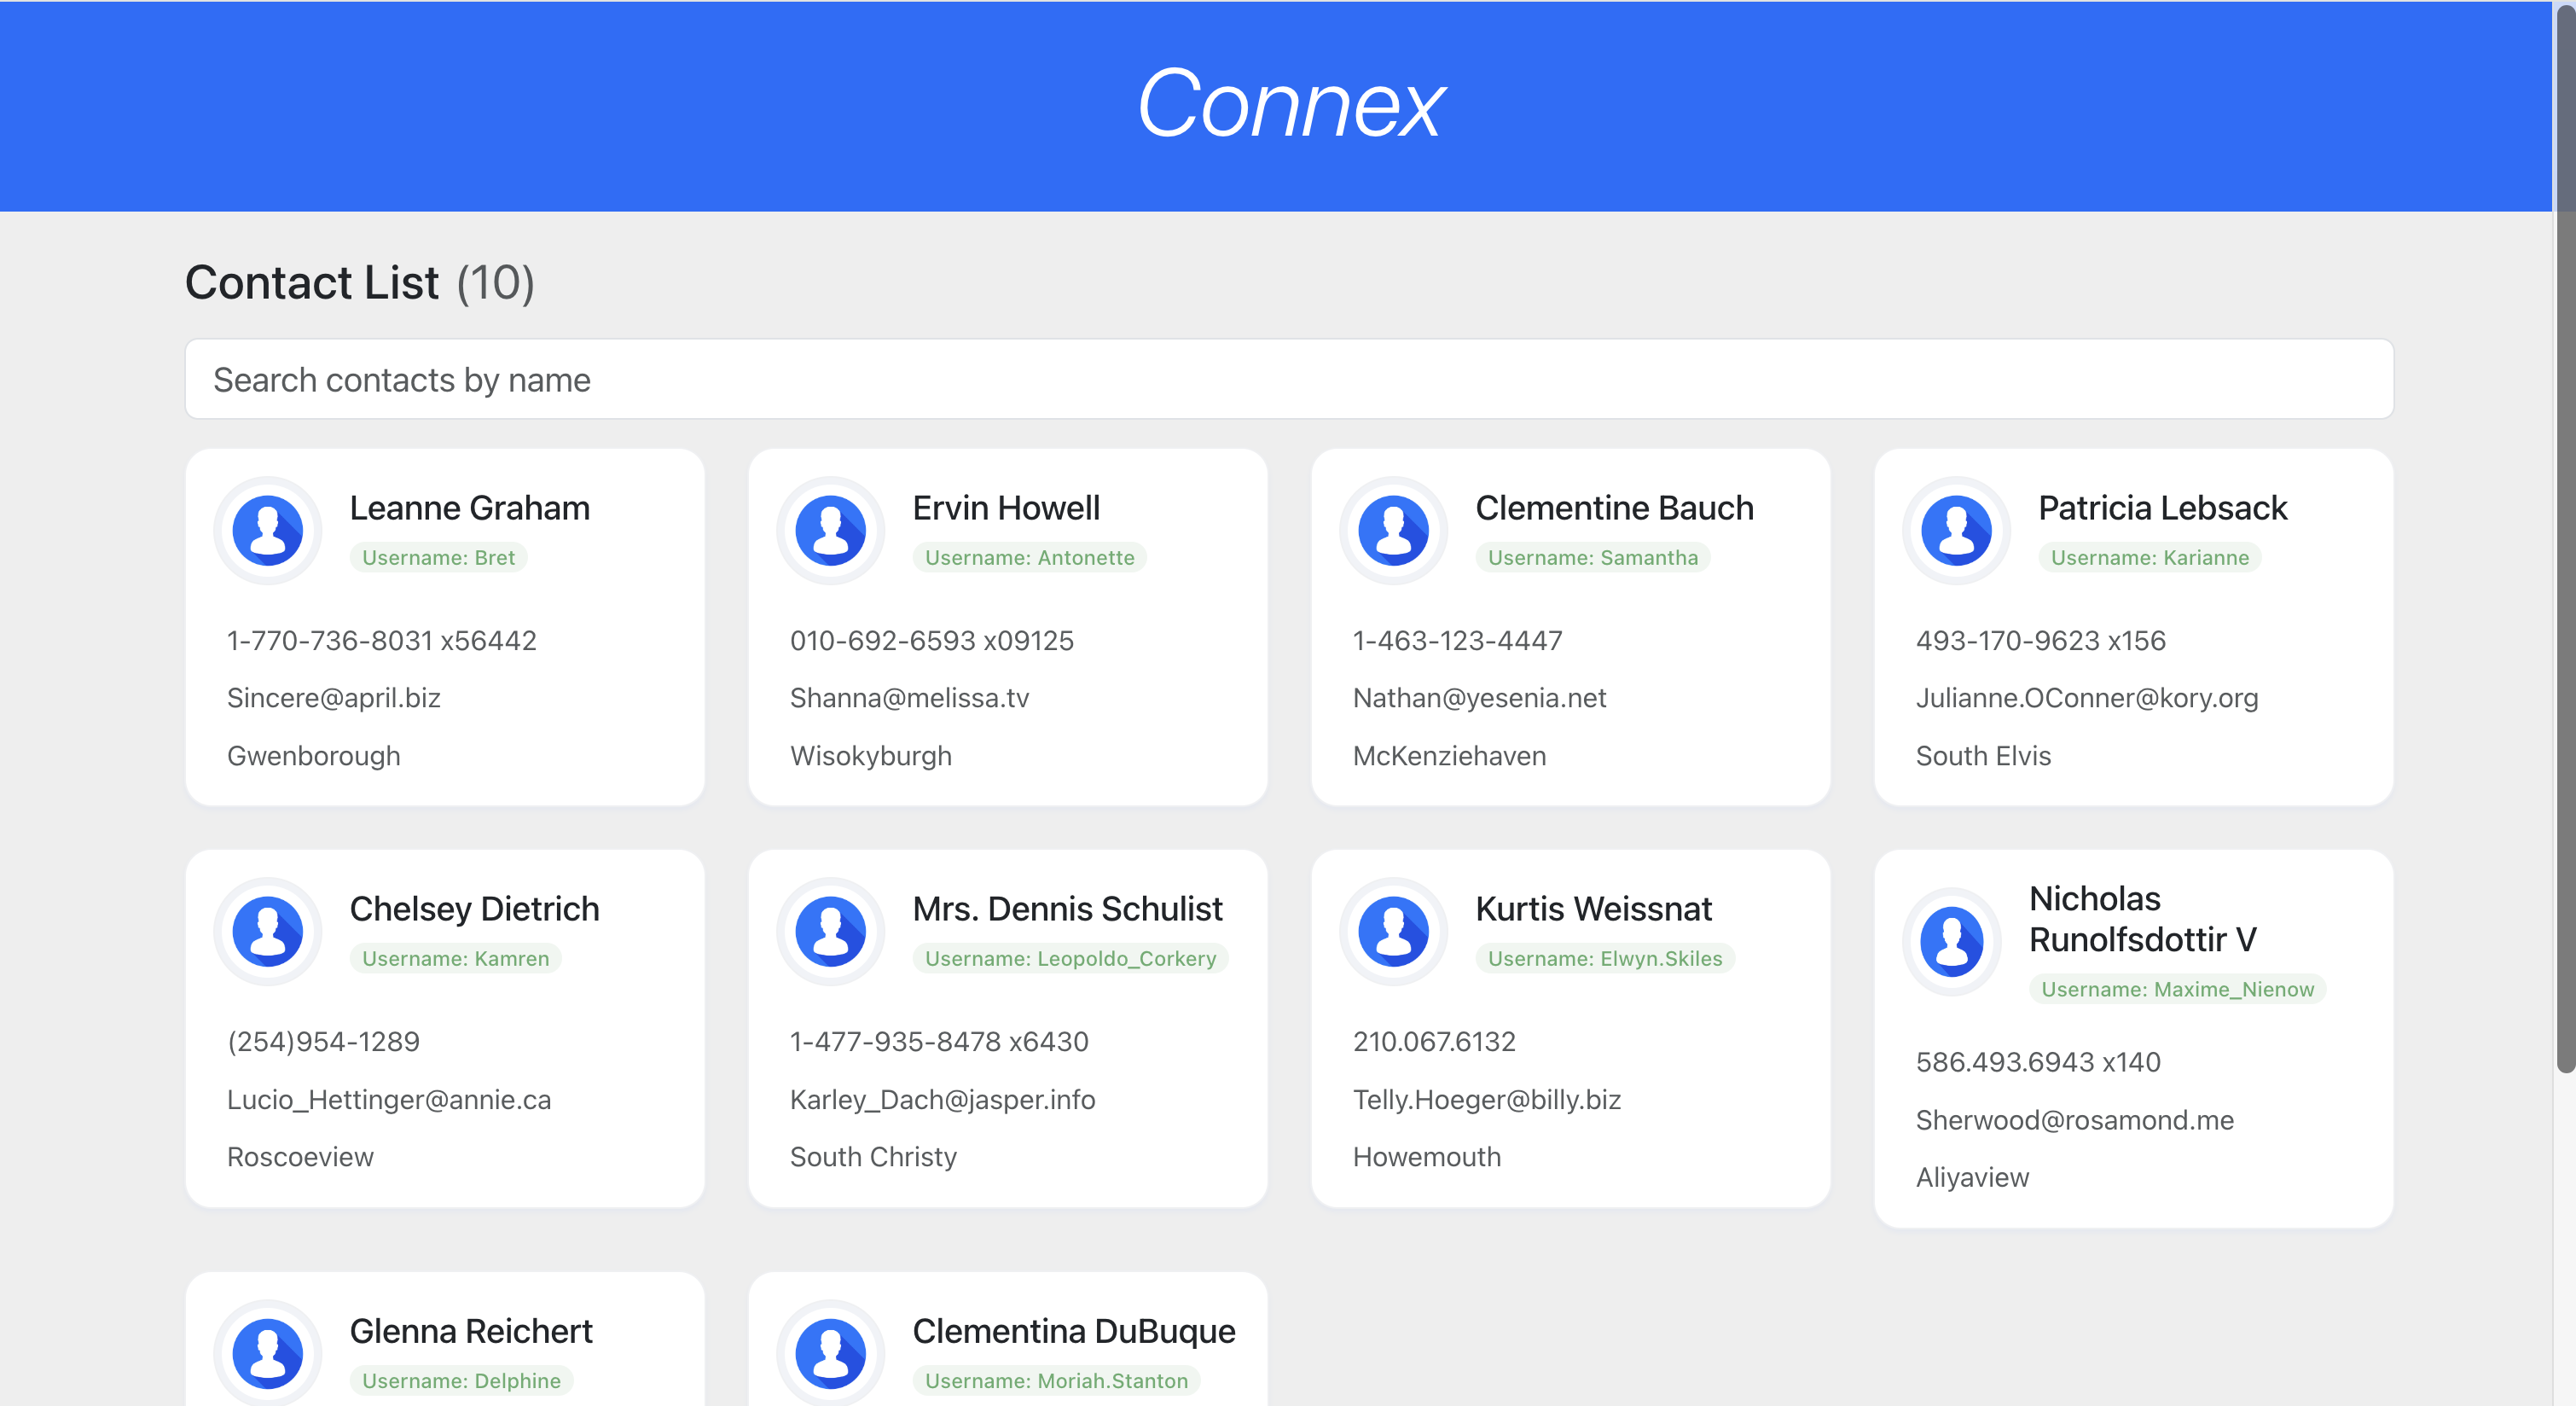 Connex
Contact List (10)
Search contacts by name
Leanne Graham
Username: Bret
1-770-736-8031 x56442
Sincere@april.biz
Gwenborough
Ervin Howell
Username: Antonette
010-692-6593 x09125
Shanna@melissa.tv
Wisokyburgh
Clementine Bauch
Username: Samantha
1-463-123-4447
Nathan@yesenia.net
McKenziehaven
Patricia Lebsack
Username: Karianne
493-170-9623 x156
Julianne.OConner@kory.org
South Elvis
Chelsey Dietrich
Username: Kamren
(254)954-1289
Lucio_Hettinger@annie.ca
Roscoeview
Mrs. Dennis Schulist
Username: Leopoldo_Corkery
1-477-935-8478 x6430
Karley_Dach@jasper.info
South Christy
Kurtis Weissnat
Username: Elwyn.Skiles
210.067.6132
Telly.Hoeger@billy.biz
Howemouth
Nicholas
Runolfsdottir V
Username: Maxime_Nienow
586.493.6943 x140
Sherwood@rosamond.me
Aliyaview
Glenna Reichert
Username: Delphine
Clementina DuBuque
Username: Moriah.Stanton